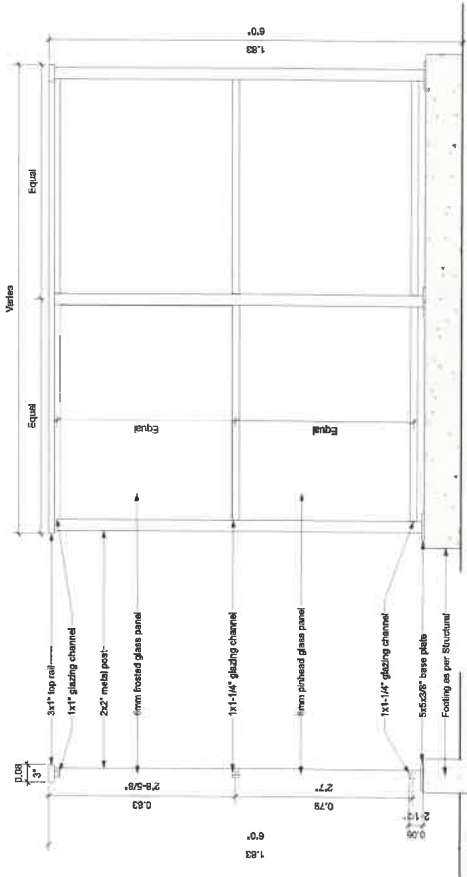 Varies
Equal
Equal
6'0"
1.83
Equal
Equal
3x1" top rail
1x1" glazing channel
2x2" metal post
6mm frosted glass panel
1x1-1/4" glazing channel
6mm pinhead glass panel
1x1-1/4" glazing channel
5x5x3/8" base plate
Footing as per Structural
0.08
3"
2'8-5/8"
0.83
2'7"
0.79
2-1/2"
0.06
6'0"
1.83